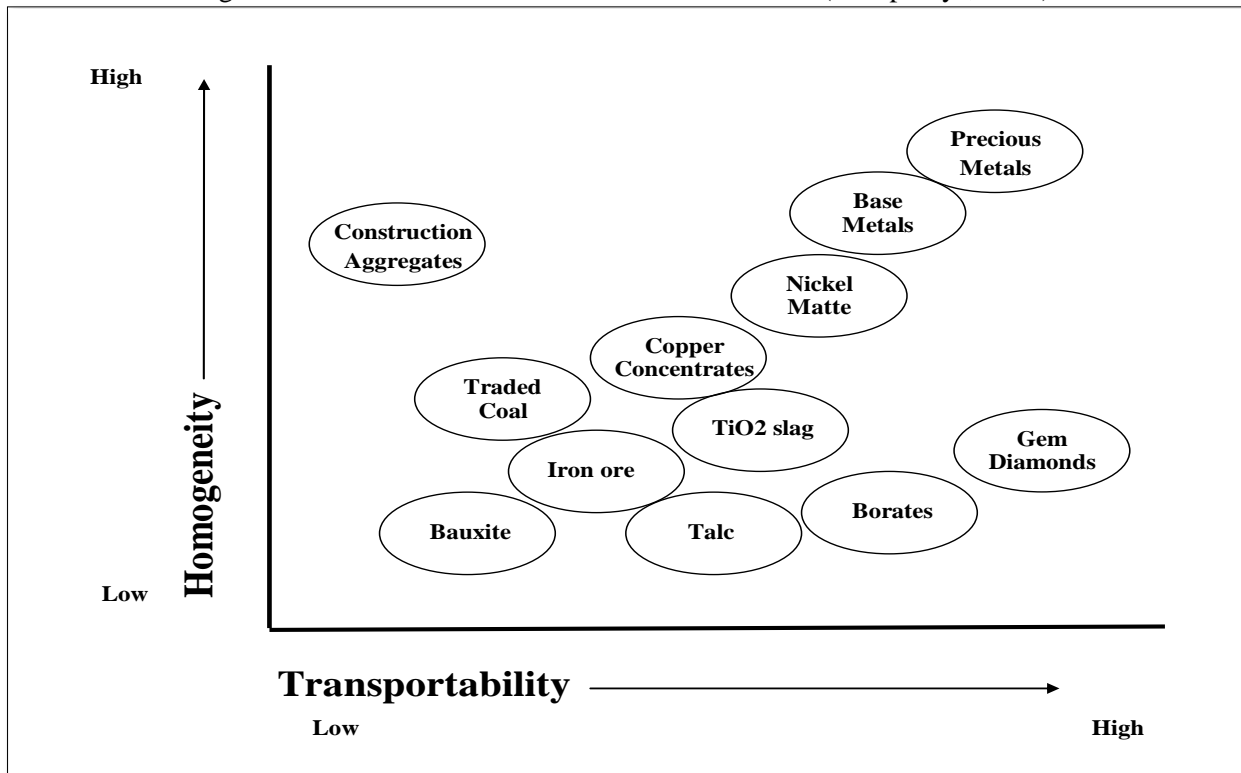 High
Precious
Metals
Base
Metals
Construction
Aggregates
Nickel
Matte
Copper
Concentrates
Traded
Coal
TiO2 slag
Gem
Diamonds
Iron ore
Borates
Bauxite
Talc
Homogeneity
Low
Transportability
Low
High